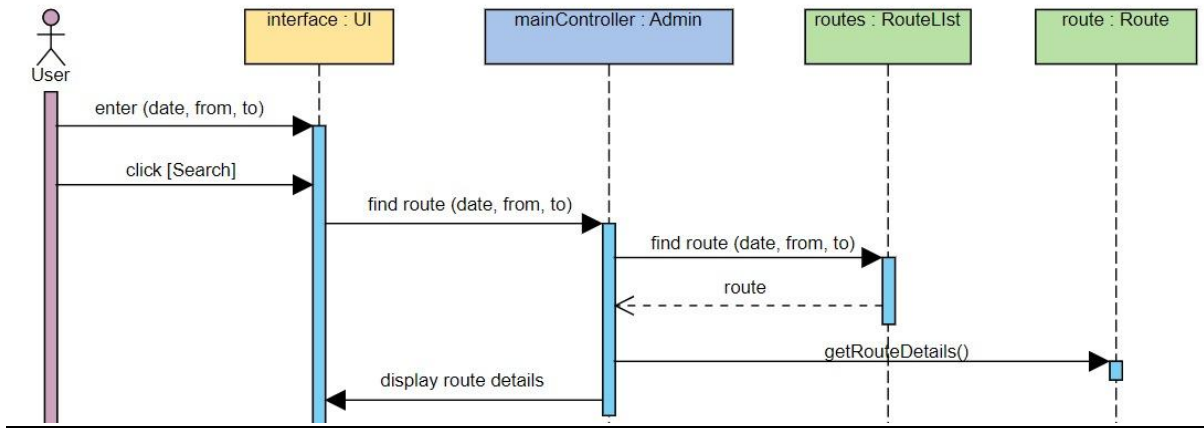 interface : UI
mainController : Admin
routes : RouteLIst
route : Route
User
enter (date, from, to)
click [Search]
find route (date, from, to)
find route (date, from, to)
route
getRouteDetails()
display route details